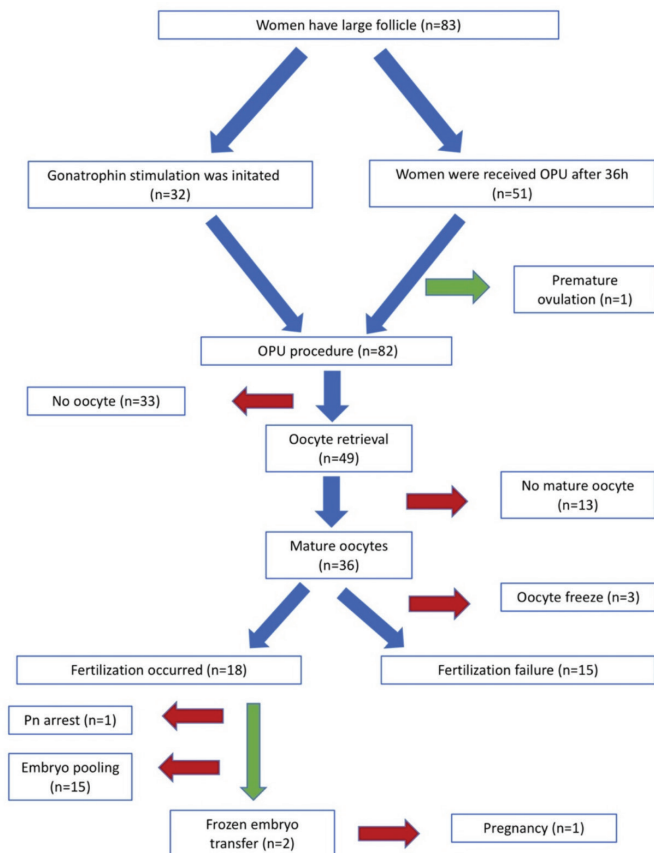 Women have large follicle (n=83)
Gonatrophin stimulation was initated
(n=32)
Women were received OPU after 36h
(n=51)
Premature
ovulation (n=1)
OPU procedure (n=82)
No oocyte (n=33)
Oocyte retrieval
(n=49)
No mature oocyte
(n=13)
Mature oocytes
(n=36)
Oocyte freeze (n=3)
Fertilization occurred (n=18)
Fertilization failure (n=15)
Pn arrest (n=1)
Embryo pooling
(n=15)
Frozen embryo
transfer (n=2)
Pregnancy (n=1)